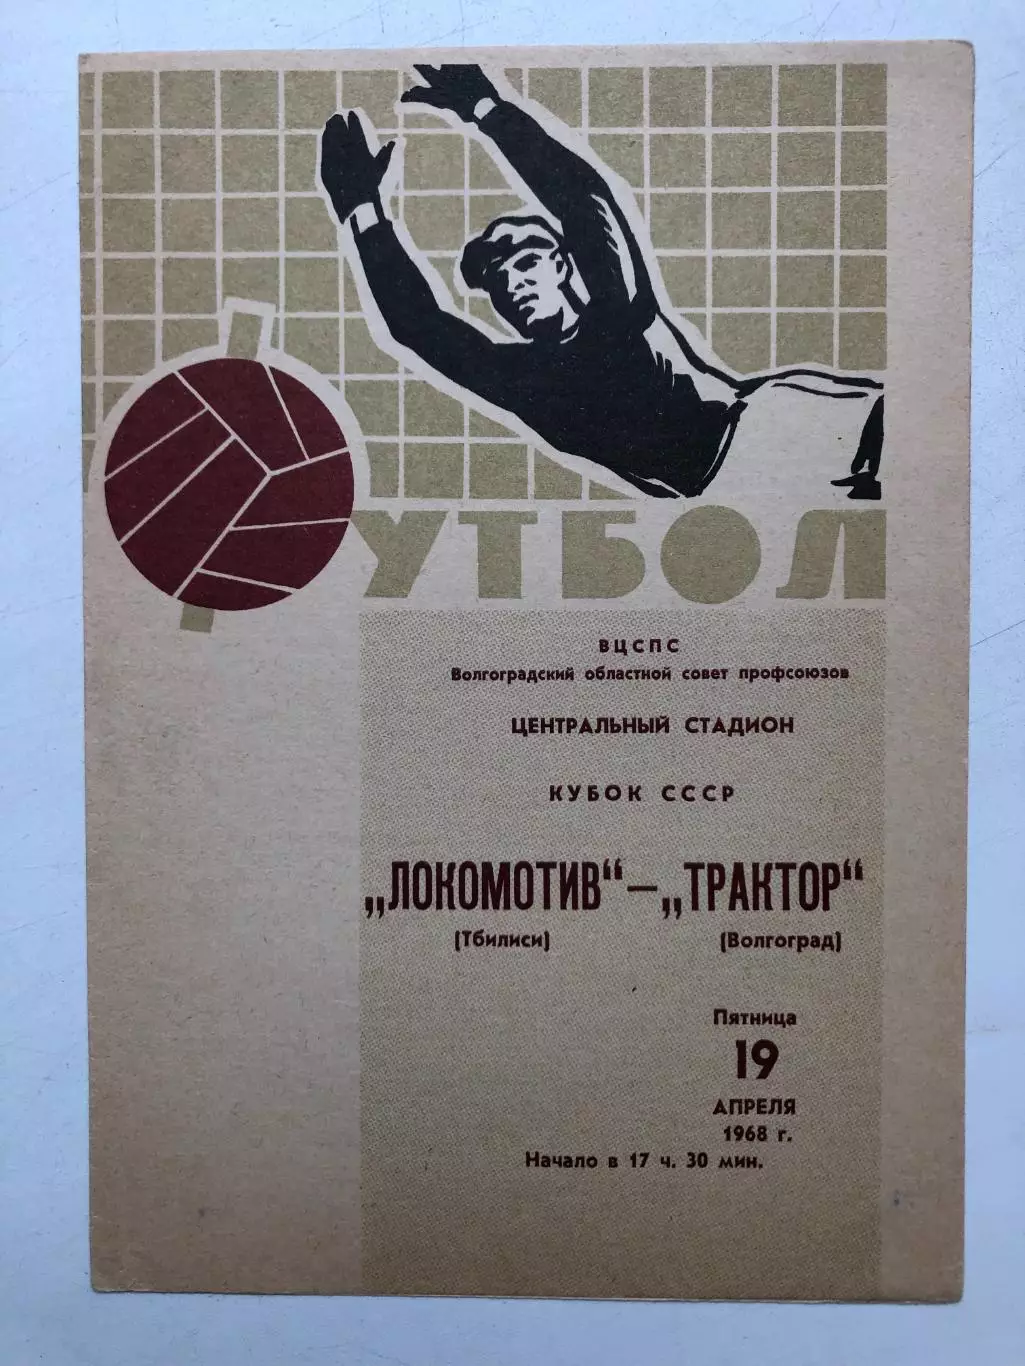 ФУТБОЛ
ВЦСПС
Волгоградский областной совет профсоюзов
ЦЕНТРАЛЬНЫЙ СТАДИОН
КУБОК СССР
„ЛОКОМОТИВ“ — „ТРАКТОР“
(Тбилиси) (Волгоград)
Пятница
19
АПРЕЛЯ
1968 г.
Начало в 17 ч. 30 мин.